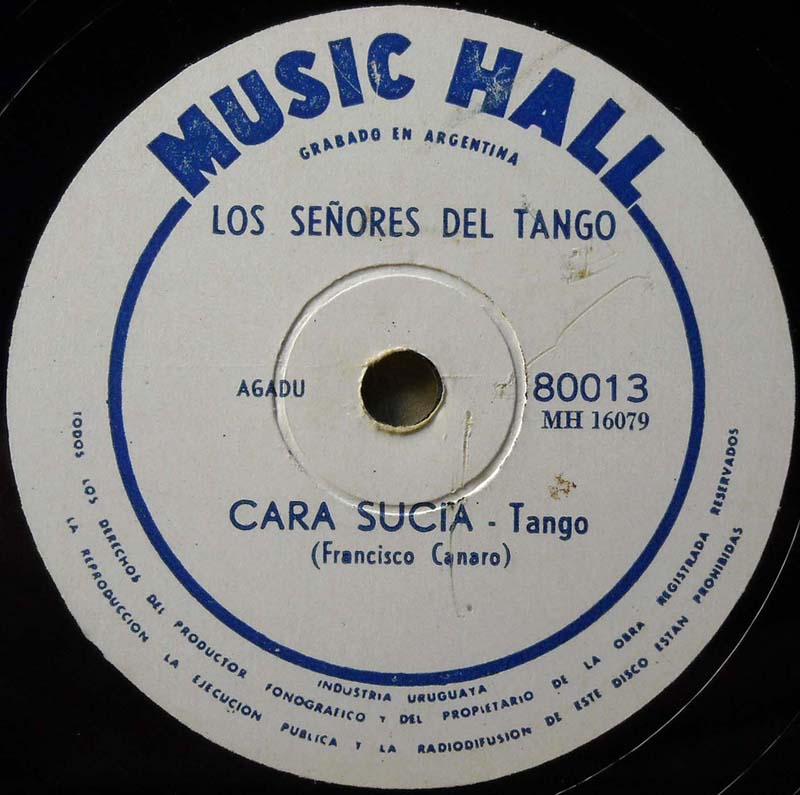 MUSIC HALL
GRABADO EN ARGENTINA
LOS SEÑORES DEL TANGO
AGADU
80013
MH 16079
CARA SUCIA - Tango
(Francisco Canaro)
INDUSTRIA URUGUAYA
TODOS LOS DERECHOS DEL PRODUCTOR FONOGRAFICO Y DEL PROPIETARIO DE LA OBRA REGISTRADA RESERVADOS
LA REPRODUCCION LA EJECUCION PUBLICA Y LA RADIODIFUSION DE ESTE DISCO ESTAN PROHIBIDAS